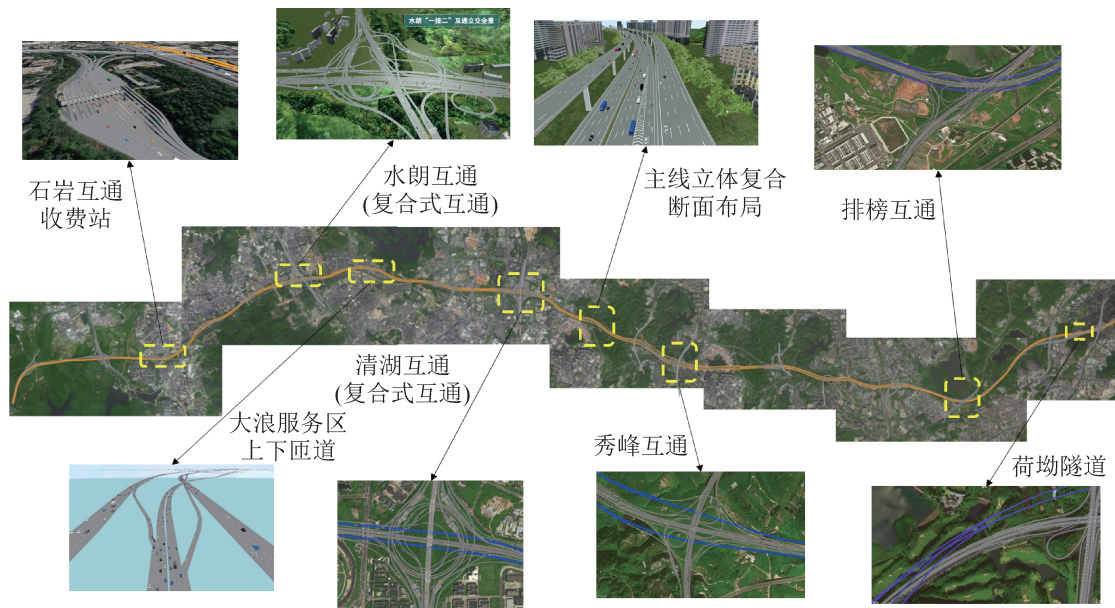 水朗“一接二”互通立交全景
石岩互通
收费站
水朗互通
(复合式互通)
主线立体复合
断面布局
排榜互通
清湖互通
(复合式互通)
大浪服务区
上下匝道
秀峰互通
荷坳隧道